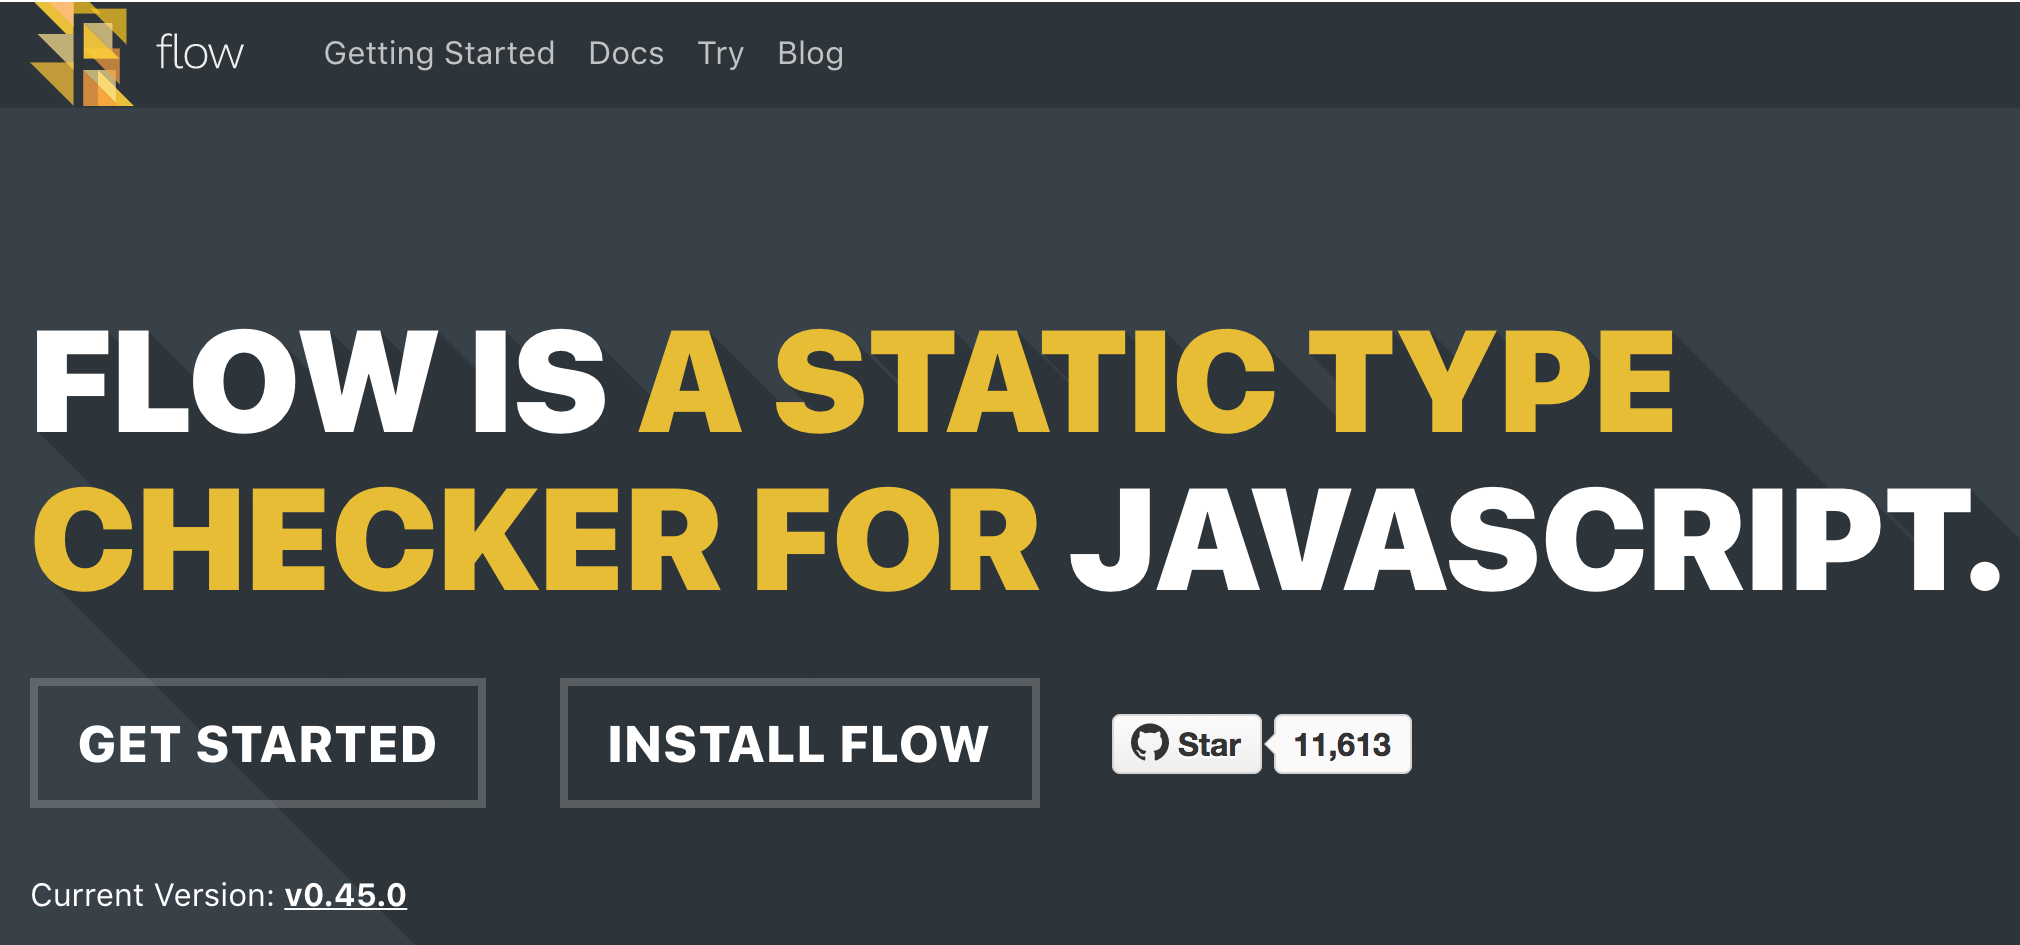 flow Getting Started Docs Try Blog
FLOW IS A STATIC TYPE
CHECKER FOR JAVASCRIPT.
GET STARTED INSTALL FLOW Star 11,613
Current Version: v0.45.0